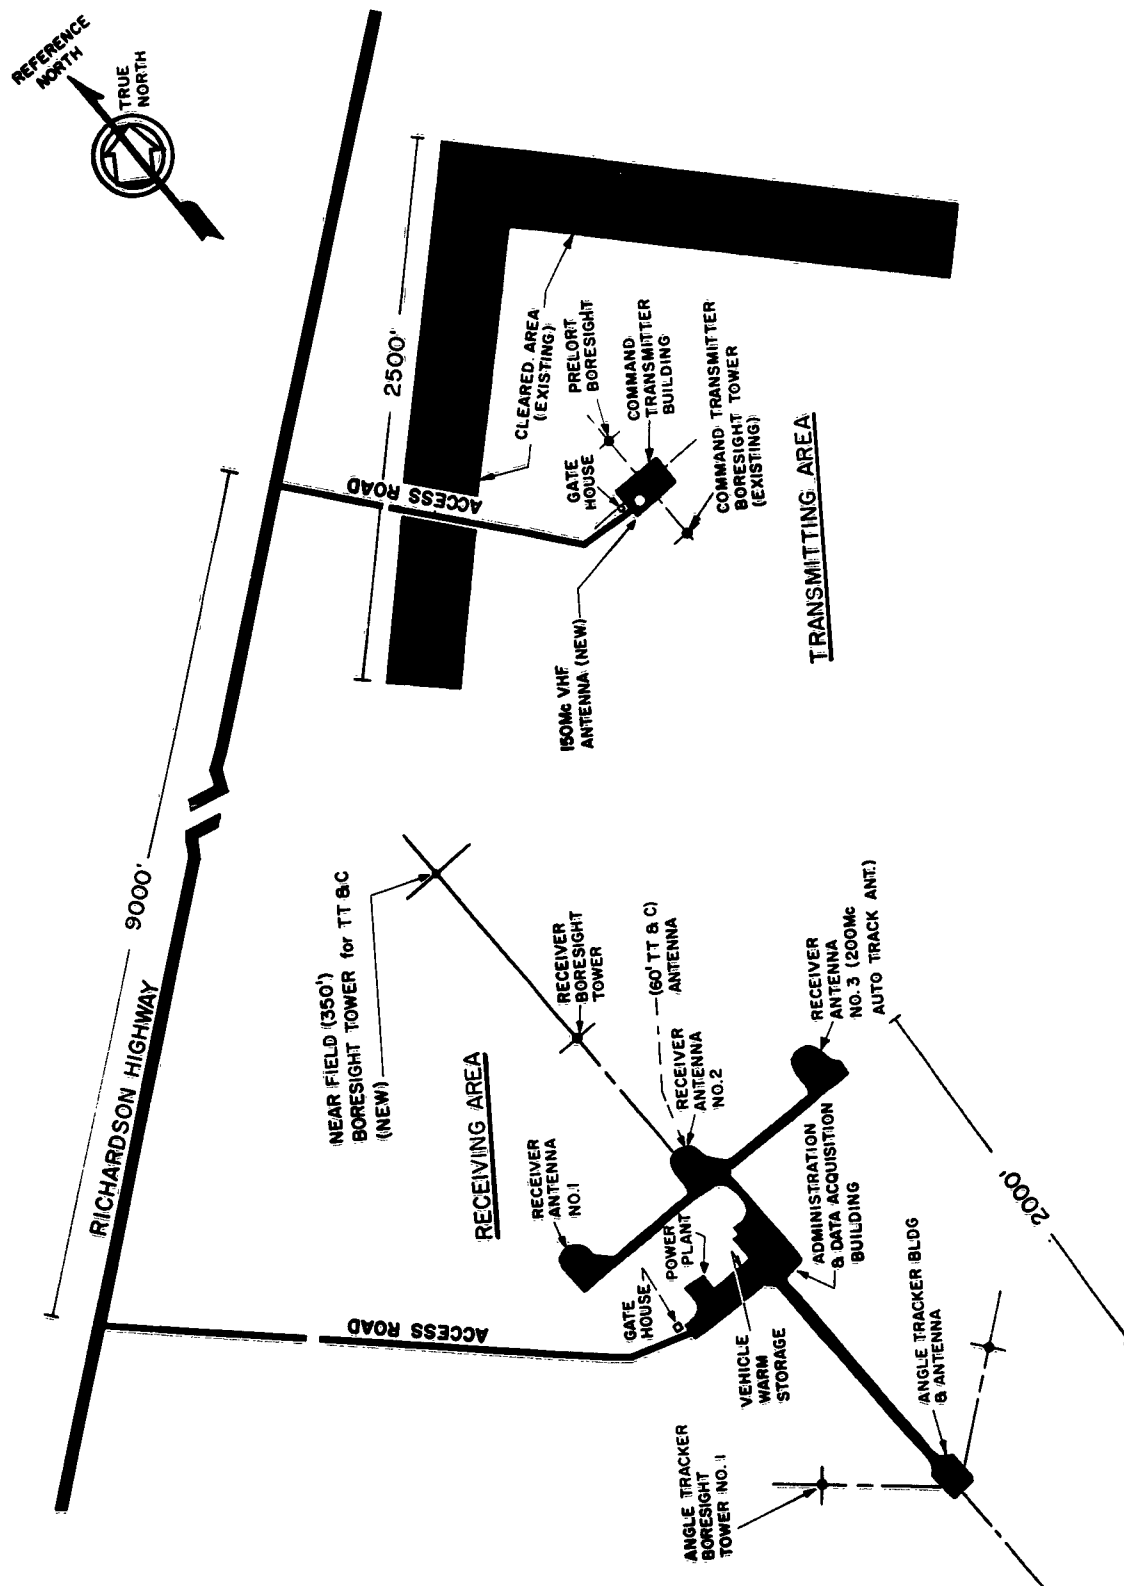 REFERENCE
NORTH
TRUE
NORTH
2500'
9000'
RICHARDSON HIGHWAY
ACCESS ROAD
CLEARED AREA
(EXISTING)
PRELORT
BORESIGHT
GATE
HOUSE
COMMAND
TRANSMITTER
BUILDING
COMMAND TRANSMITTER
BORESIGHT TOWER
(EXISTING)
150Mc VHF
ANTENNA (NEW)
TRANSMITTING AREA
NEAR FIELD (350')
BORESIGHT TOWER for TT & C
(NEW)
RECEIVING AREA
RECEIVER
BORESIGHT
TOWER
(60' TT & C)
ANTENNA
RECEIVER
ANTENNA
NO. 2
RECEIVER
ANTENNA
NO. 3 (200Mc
AUTO TRACK ANT.)
RECEIVER
ANTENNA
NO. 1
ACCESS ROAD
GATE
HOUSE
POWER
PLANT
VEHICLE
WARM
STORAGE
ADMINISTRATION
& DATA ACQUISITION
BUILDING
ANGLE TRACKER BLDG
& ANTENNA
ANGLE TRACKER
BORESIGHT
TOWER NO. 1
2000'